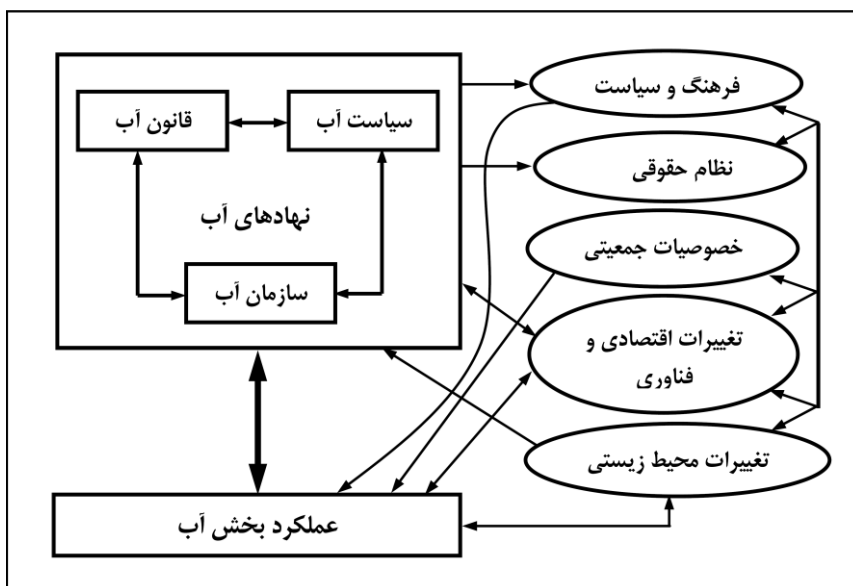 فرهنگ و سیاست
سیاست آب
قانون آب
نظام حقوقی
نهادهای آب
خصوصیات جمعیتی
سازمان آب
تغییرات اقتصادی و
فناوری
تغییرات محیط زیستی
عملکرد بخش آب